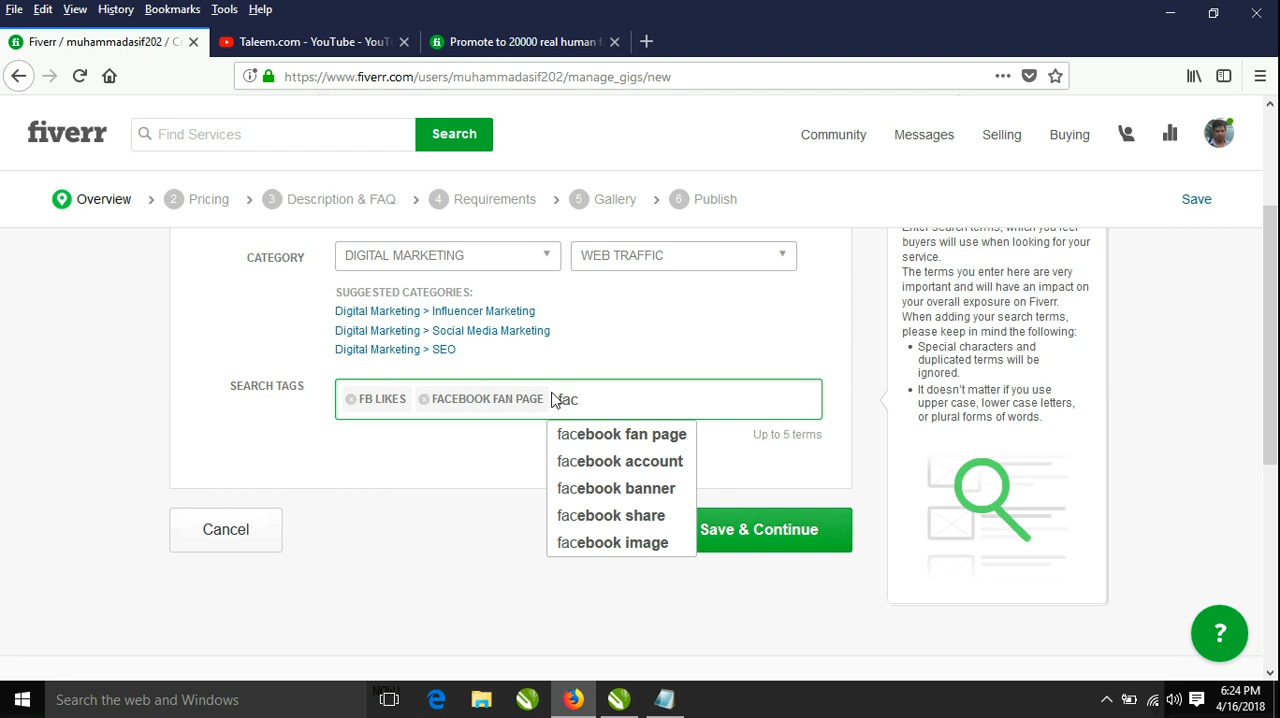 File Edit View History Bookmarks Tools Help
Fiverr / muhammadasif202 / C
Taleem.com - YouTube - YouT
Promote to 20000 real human f
https://www.fiverr.com/users/muhammadasif202/manage_gigs/new
fiverr
Find Services
Search
Community
Messages
Selling
Buying
Overview
2 Pricing
3 Description & FAQ
4 Requirements
5 Gallery
6 Publish
Save
CATEGORY
DIGITAL MARKETING
WEB TRAFFIC
SUGGESTED CATEGORIES:
Digital Marketing > Influencer Marketing
Digital Marketing > Social Media Marketing
Digital Marketing > SEO
SEARCH TAGS
FB LIKES
FACEBOOK FAN PAGE
fac
facebook fan page
facebook account
facebook banner
facebook share
facebook image
Up to 5 terms
Cancel
Save & Continue
Enter search terms, which you feel
buyers will use when looking for your
service.
The terms you enter here are very
important and will have an impact on
your overall exposure on Fiverr.
When adding your search terms,
please keep in mind the following:
• Special characters and
duplicated terms will be
ignored.
• It doesn't matter if you use
upper case, lower case letters,
or plural forms of words.
?
Search the web and Windows
6:24 PM
4/16/2018